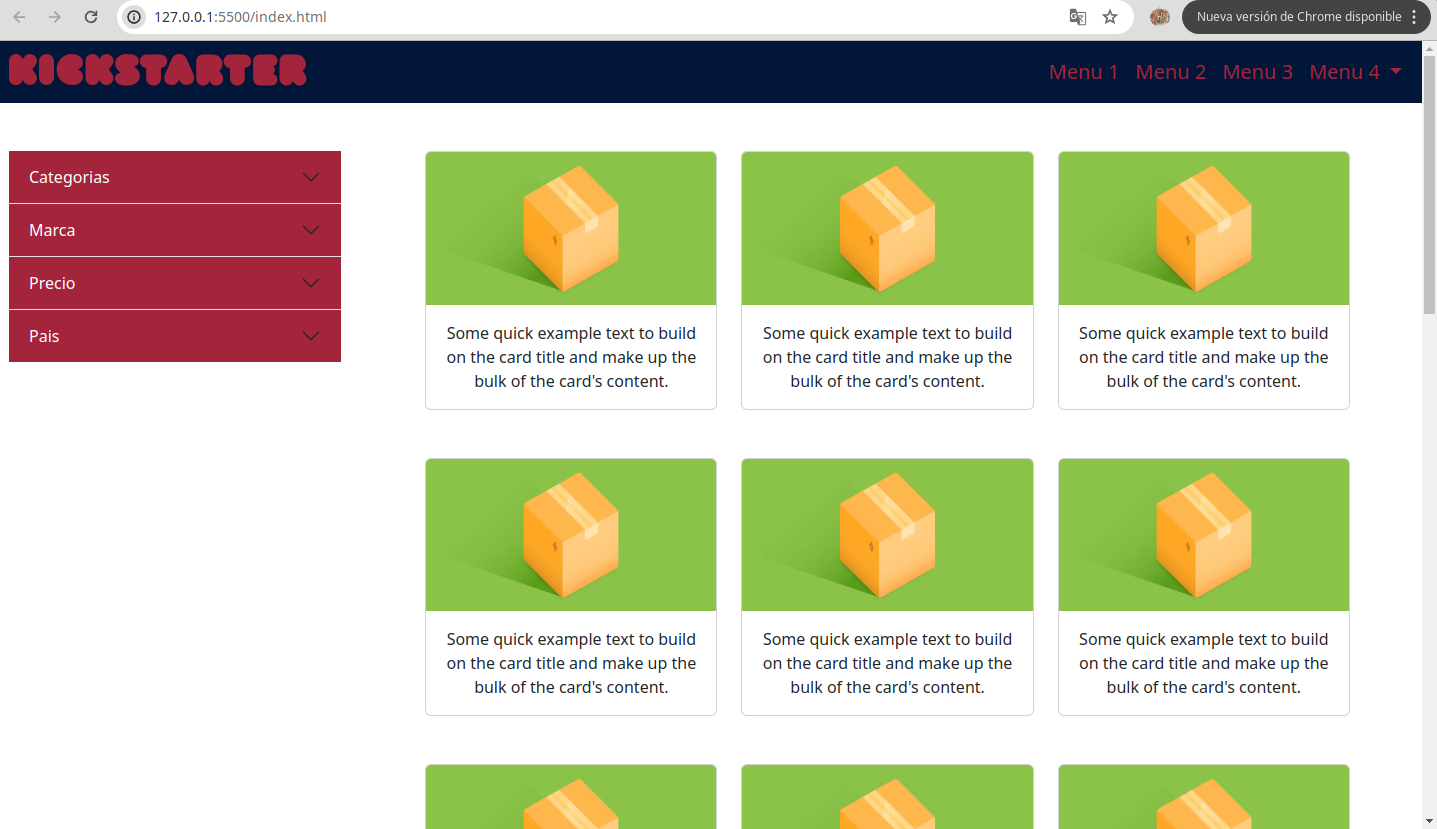 127.0.0.1:5500/index.html
Nueva versión de Chrome disponible
KICKSTARTER
Menu 1 Menu 2 Menu 3 Menu 4
Categorias
Marca
Precio
Pais
Some quick example text to build
on the card title and make up the
bulk of the card's content.
Some quick example text to build
on the card title and make up the
bulk of the card's content.
Some quick example text to build
on the card title and make up the
bulk of the card's content.
Some quick example text to build
on the card title and make up the
bulk of the card's content.
Some quick example text to build
on the card title and make up the
bulk of the card's content.
Some quick example text to build
on the card title and make up the
bulk of the card's content.